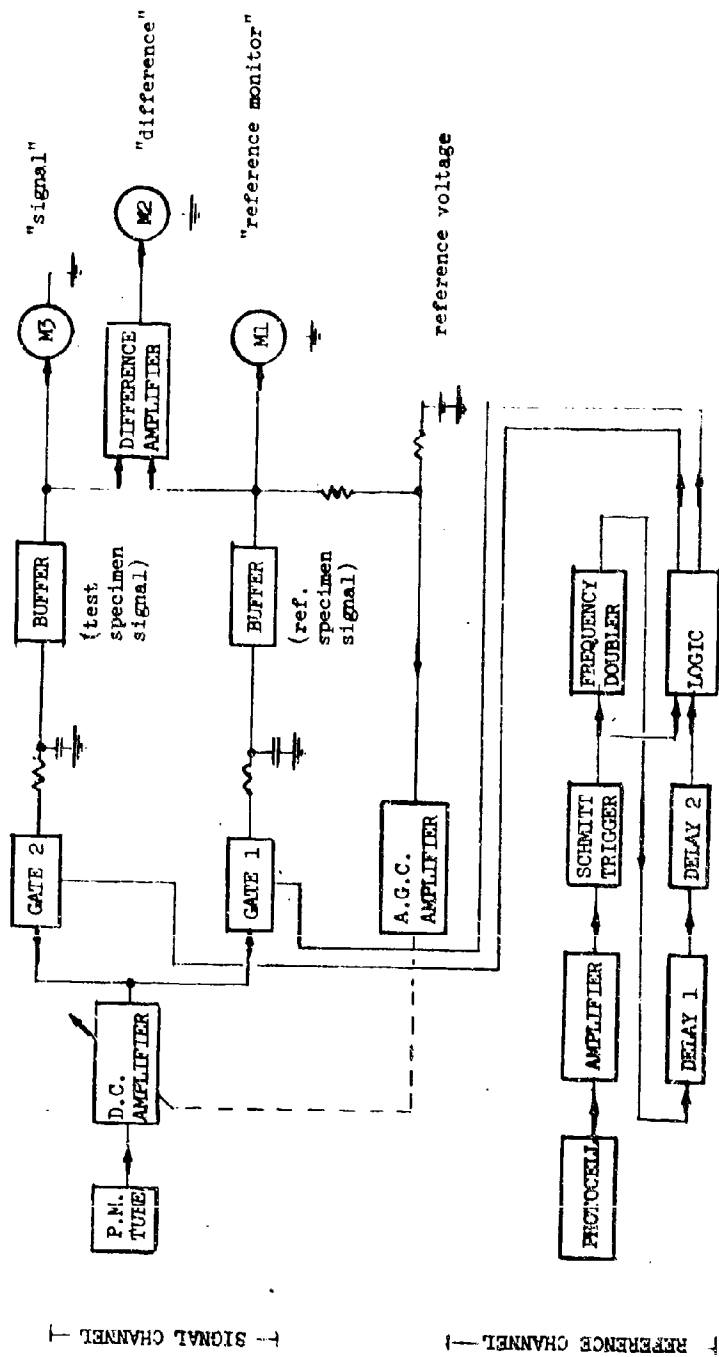 "signal"
M3
"difference"
M2
DIFFERENCE
AMPLIFIER
"reference monitor"
M1
reference voltage
BUFFER
(test
specimen
signal)
BUFFER
(ref.
specimen
signal)
GATE 2
GATE 1
A.G.C.
AMPLIFIER
D.C.
AMPLIFIER
P.M.
TUBE
SIGNAL CHANNEL
PHOTOCELL
AMPLIFIER
SCHMITT
TRIGGER
FREQUENCY
DOUBLER
DELAY 1
DELAY 2
LOGIC
REFERENCE CHANNEL